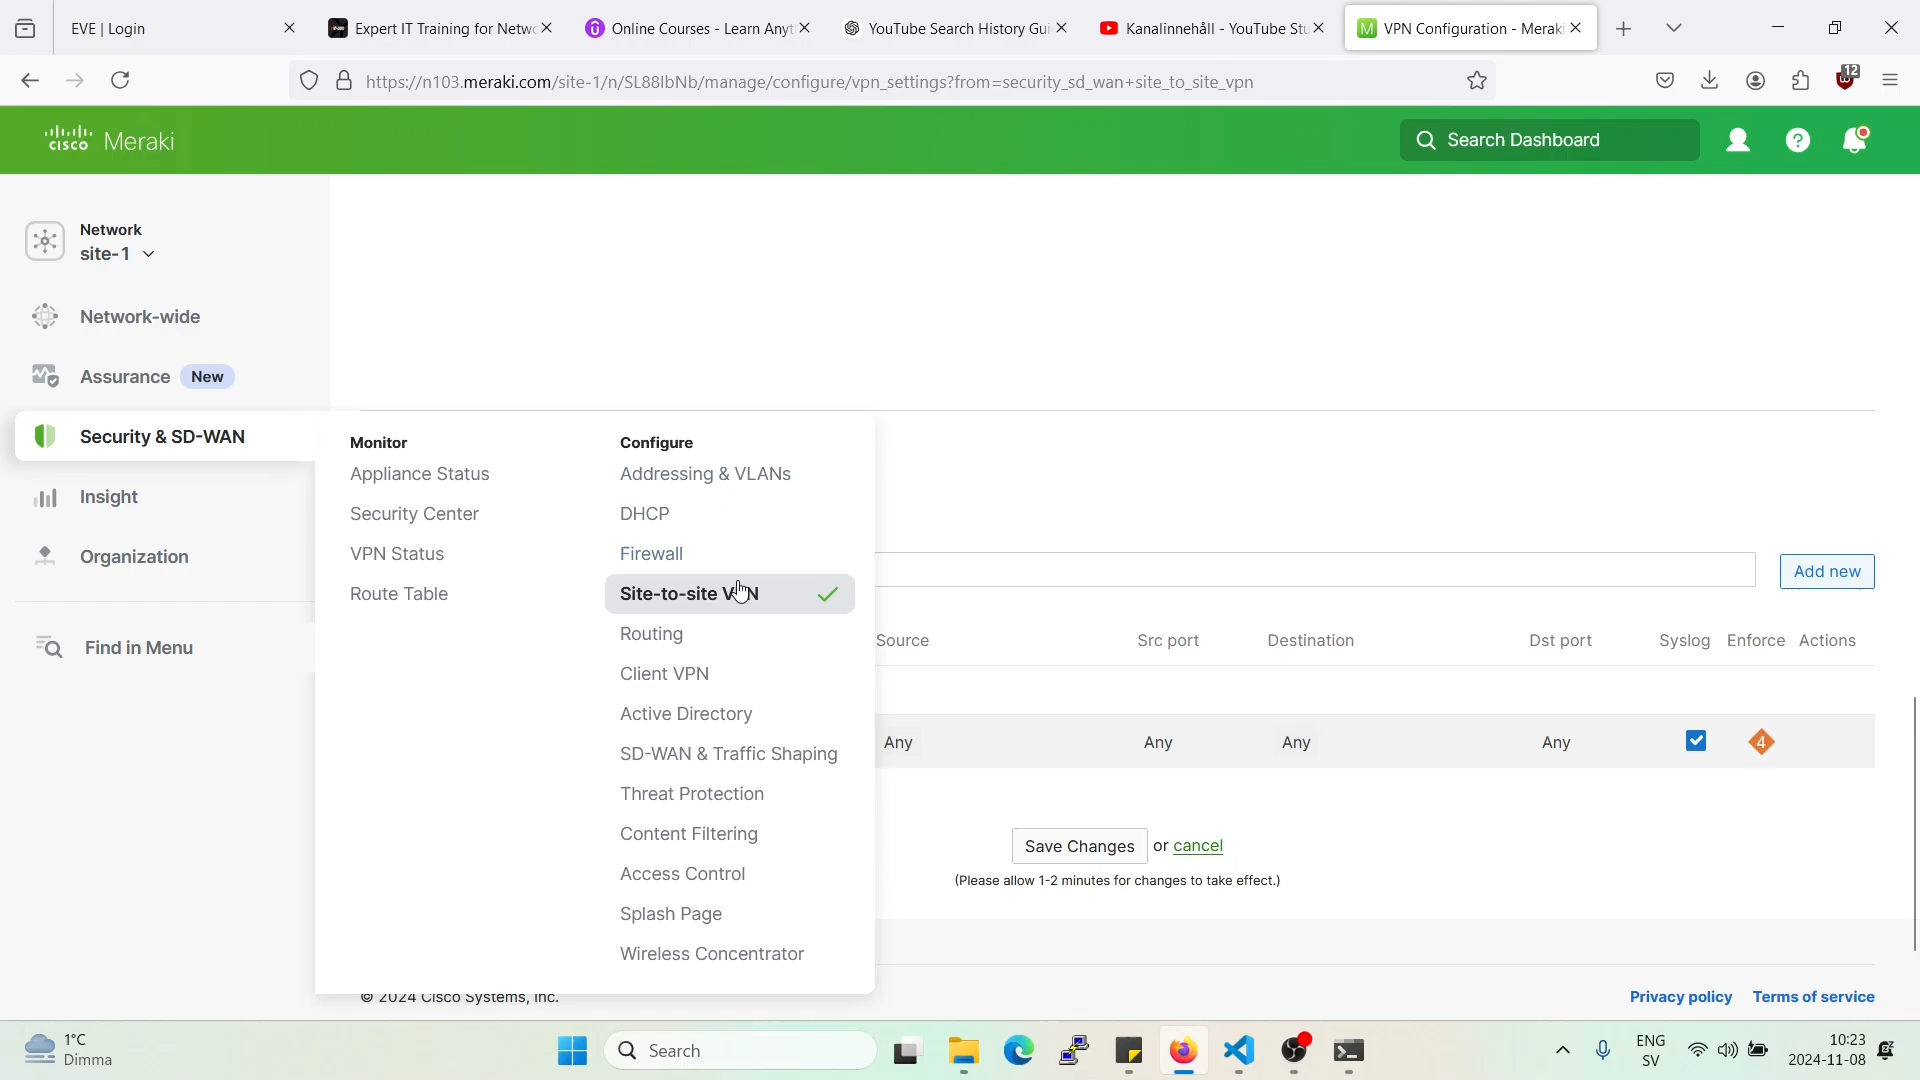 EVE | Login
Expert IT Training for Netwo
Online Courses - Learn Anyt
YouTube Search History Gui
Kanalinnehåll - YouTube Stu
VPN Configuration - Meraki
https://n103.meraki.com/site-1/n/SL88IbNb/manage/configure/vpn_settings?from=security_sd_wan+site_to_site_vpn
12
cisco Meraki
Search Dashboard
Network
site-1
Network-wide
Assurance New
Security & SD-WAN
Insight
Organization
Find in Menu
Monitor
Appliance Status
Security Center
VPN Status
Route Table
Configure
Addressing & VLANs
DHCP
Firewall
Site-to-site VPN
Routing
Client VPN
Active Directory
SD-WAN & Traffic Shaping
Threat Protection
Content Filtering
Access Control
Splash Page
Wireless Concentrator
Add new
Source Src port Destination Dst port Syslog Enforce Actions
Any Any Any Any 4
Save Changes or cancel
(Please allow 1-2 minutes for changes to take effect.)
© 2024 Cisco Systems, Inc.
Privacy policy Terms of service
1°C
Dimma
Search
ENG
SV
10:23
2024-11-08